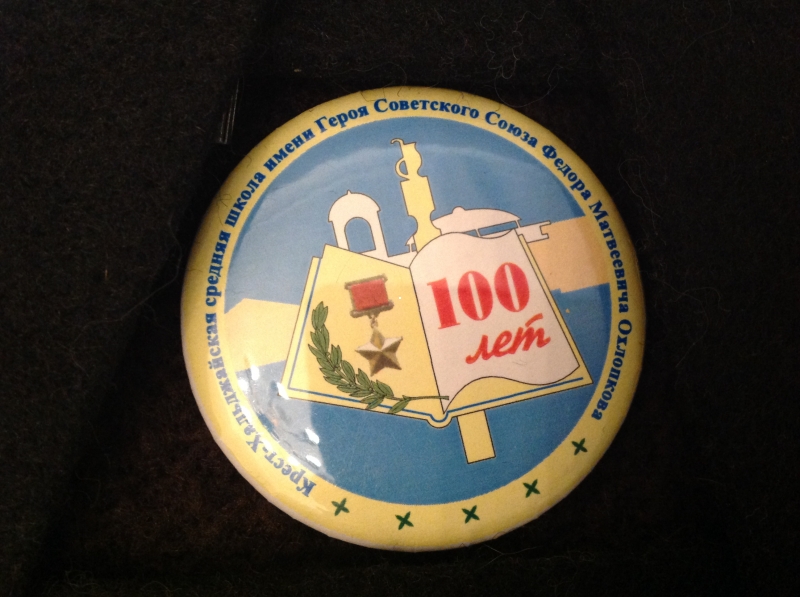 Крест-Хальджайская средняя школа имени Героя Советского Союза Федора Матвеевича Охлопкова
100
лет